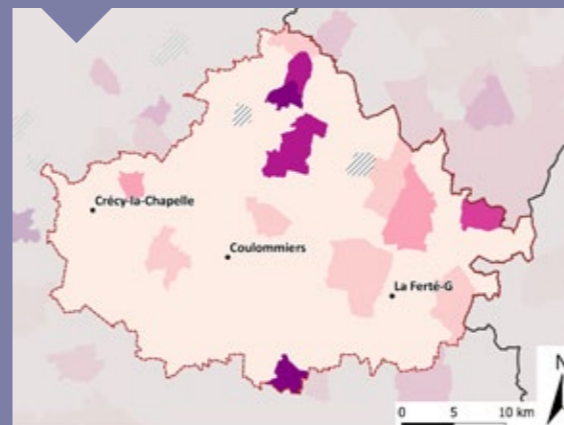 Crécy-la-Chapelle
Coulommiers
La Ferté-G
N
0 5 10 km